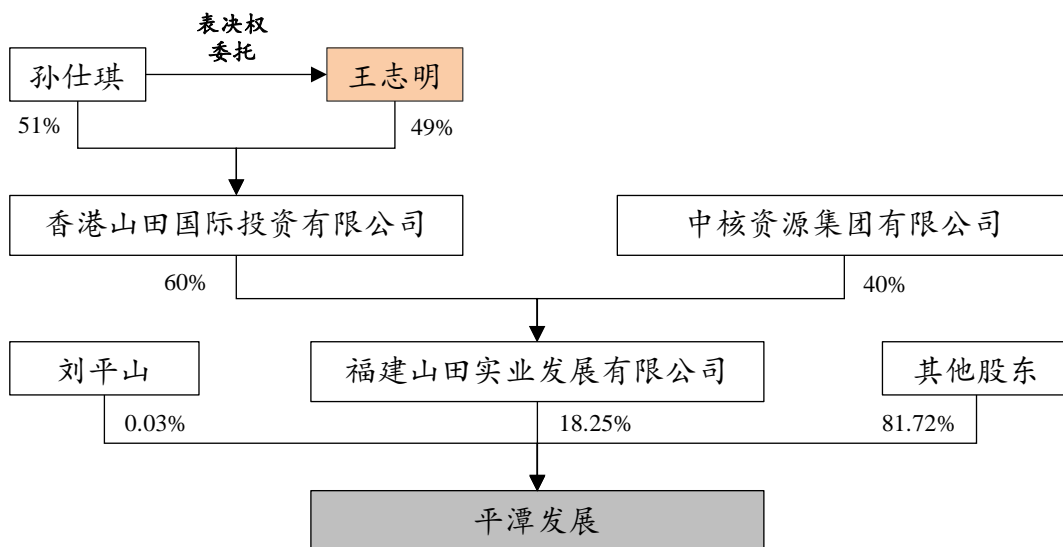 表决权
委托
孙仕琪
王志明
51%
49%
香港山田国际投资有限公司
中核资源集团有限公司
60%
40%
刘平山
福建山田实业发展有限公司
其他股东
0.03%
18.25%
81.72%
平潭发展